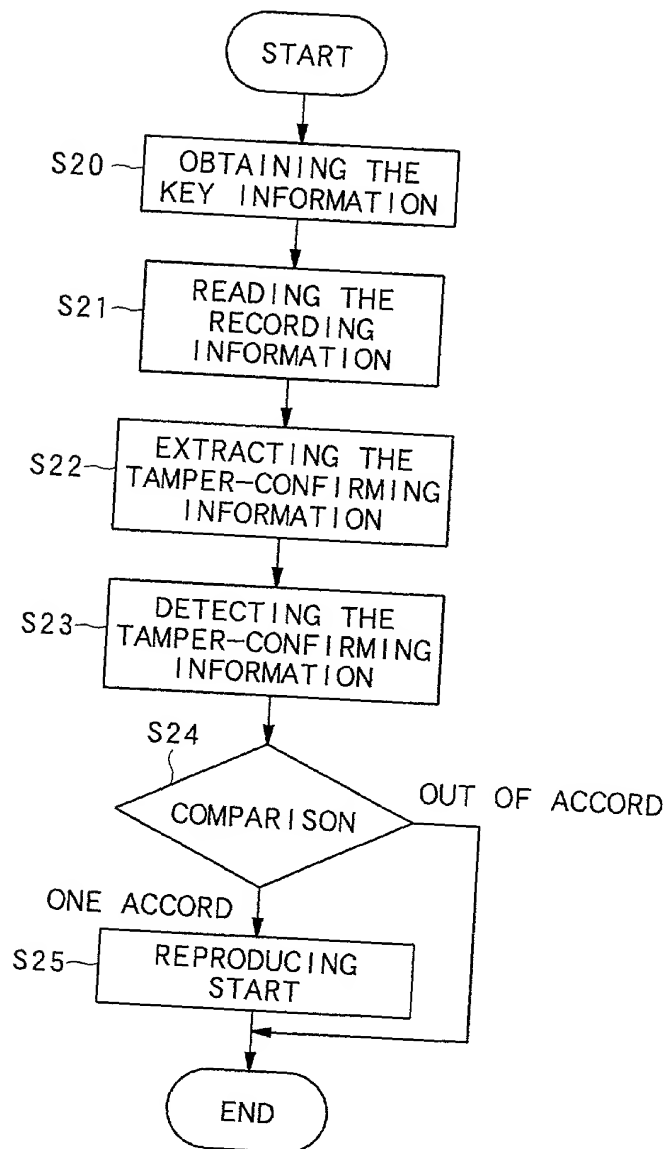 START
S20
OBTAINING THE
KEY INFORMATION
S21
READING THE
RECORDING
INFORMATION
S22
EXTRACTING THE
TAMPER-CONFIRMING
INFORMATION
S23
DETECTING THE
TAMPER-CONFIRMING
INFORMATION
S24
COMPARISON
OUT OF ACCORD
ONE ACCORD
S25
REPRODUCING
START
END